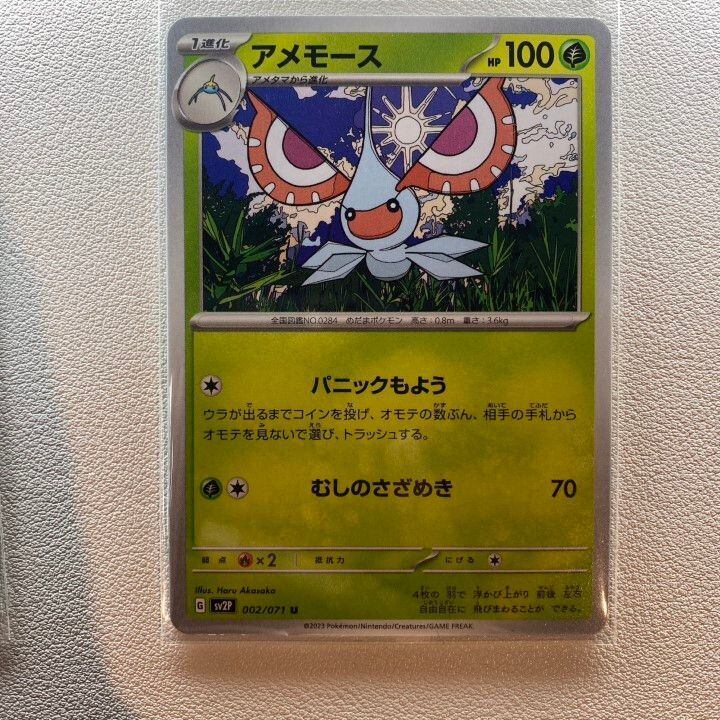 1進化
アメモース
HP 100
アメタマから進化
全国図鑑NO.0284 めだまポケモン 高さ:0.8m 重さ:3.6kg
パニックもよう
ウラが出るまでコインを投げ、オモテの数ぶん、相手の手札から
オモテを見ないで選び、トラッシュする。
むしのさざめき 70
弱点 ×2 抵抗力 にげる
Illus. Haru Akasaka
G sv2P 002/071 U
4枚の 羽で 浮かび上がり 前後 左右
自由自在に 飛びまわることが できる。
©2023 Pokémon/Nintendo/Creatures/GAME FREAK.